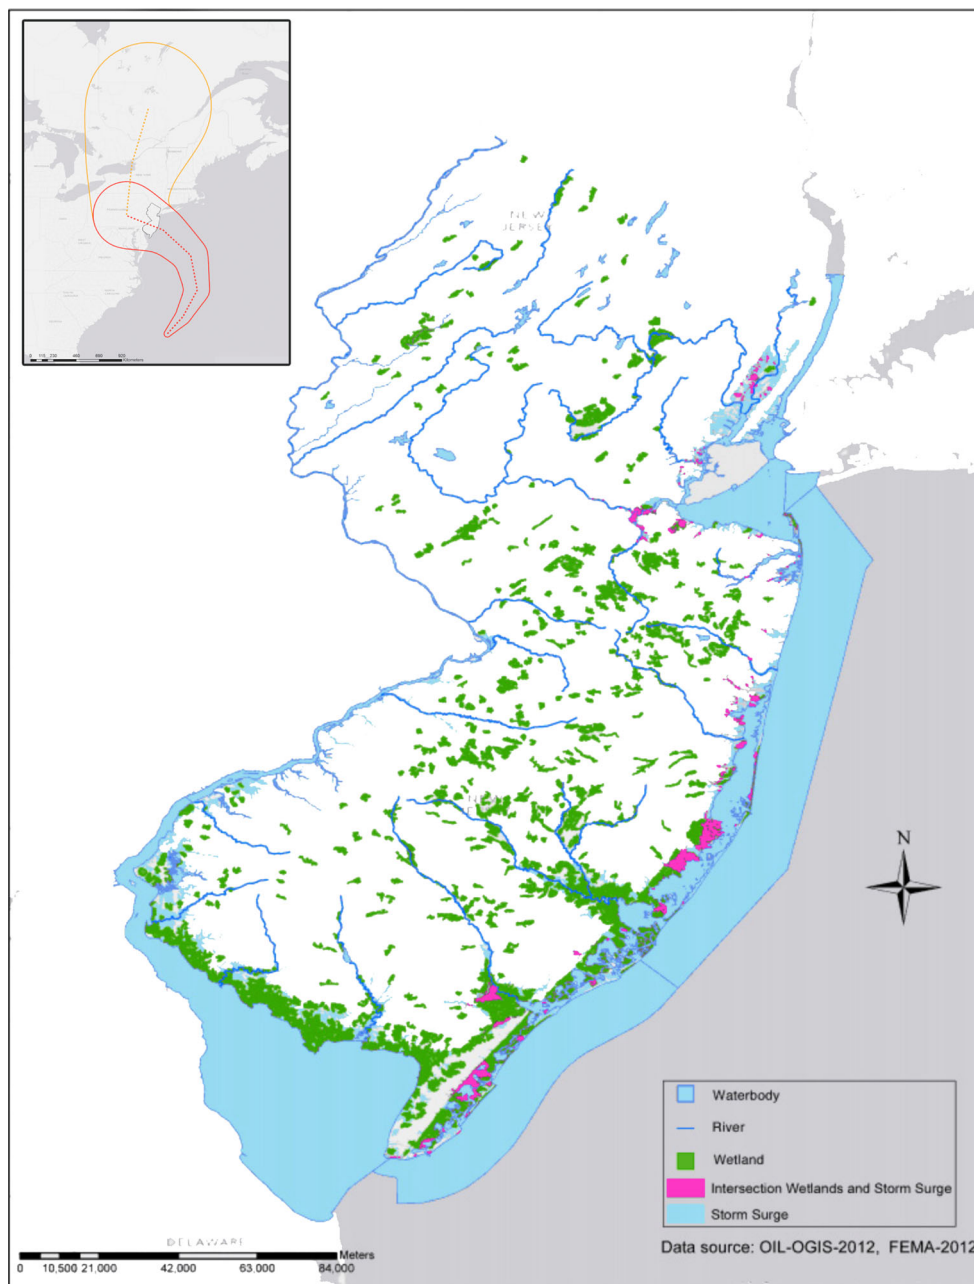 NEW
JERSEY
NEW
N
Waterbody
River
Wetland
Intersection Wetlands and Storm Surge
Storm Surge
Data source: OIL-OGIS-2012, FEMA-2012
DELAWARE
Meters
0 10,500 21,000 42,000 63,000 84,000